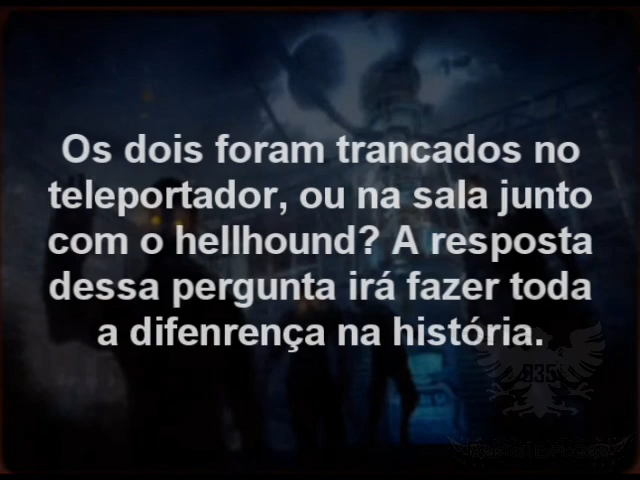 Os dois foram trancados no
teleportador, ou na sala junto
com o hellhound? A resposta
dessa pergunta irá fazer toda
a difenrença na história.
935